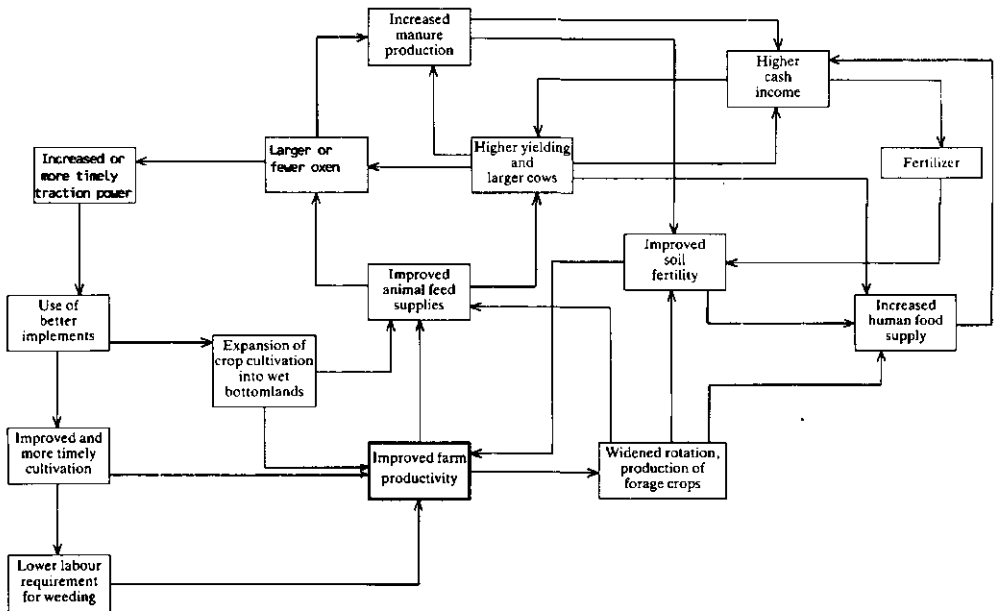 Increased
manure
production
Higher
cash
income
Increased or
more timely
traction power
Larger or
fewer oxen
Higher yielding
and
larger cows
Fertilizer
Improved
animal feed
supplies
Improved
soil
fertility
Use of
better
implements
Expansion of
crop cultivation
into wet
bottomlands
Increased
human food
supply
Improved and
more timely
cultivation
Improved farm
productivity
Widened rotation,
production of
forage crops
Lower labour
requirement
for weeding